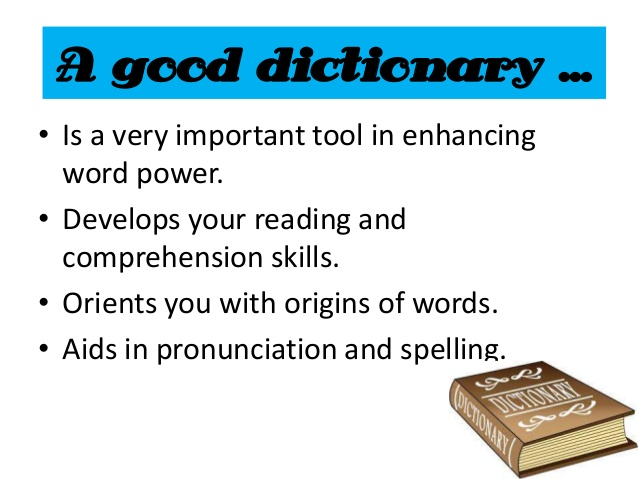 A good dictionary ...
• Is a very important tool in enhancing
word power.
• Develops your reading and
comprehension skills.
• Orients you with origins of words.
• Aids in pronunciation and spelling.
DICTIONARY
DICTIONARY